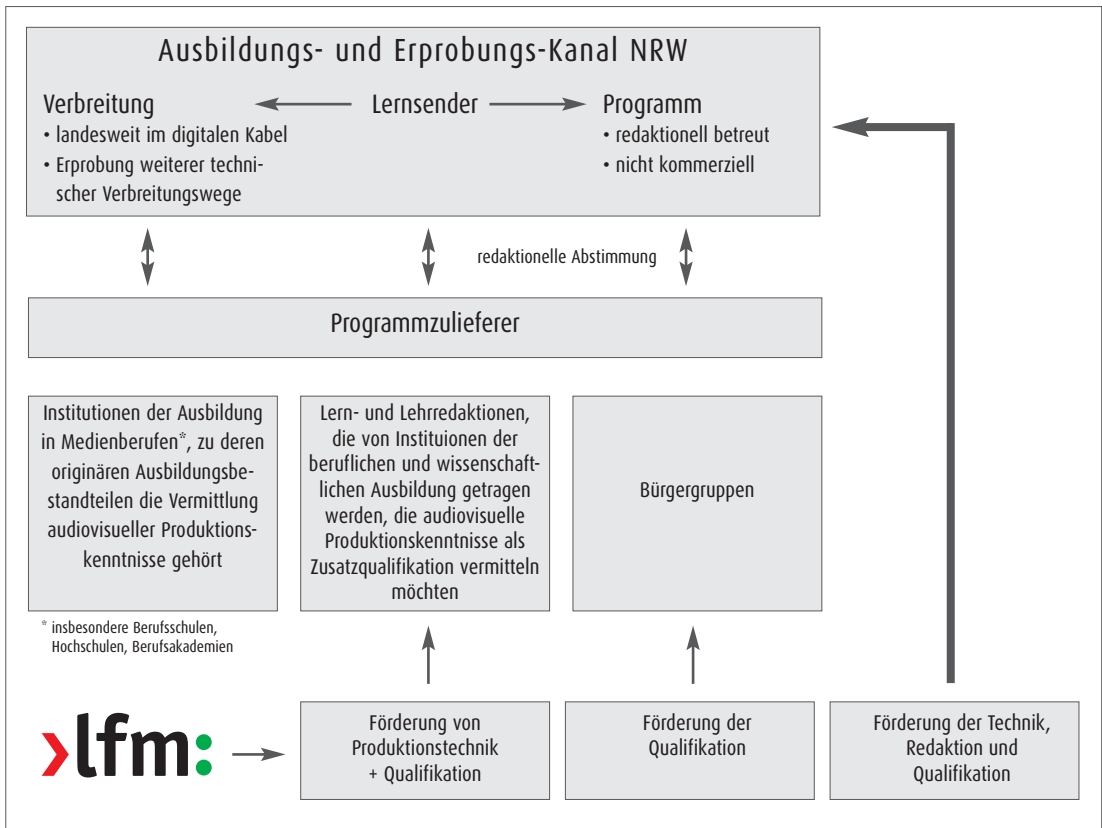 Ausbildungs- und Erprobungs-Kanal NRW
Verbreitung
• landesweit im digitalen Kabel
• Erprobung weiterer techni-
scher Verbreitungswege
Lernsender
Programm
• redaktionell betreut
• nicht kommerziell
redaktionelle Abstimmung
Programmzulieferer
Institutionen der Ausbildung
in Medienberufen*, zu deren
originären Ausbildungsbe-
standteilen die Vermittlung
audiovisueller Produktions-
kenntnisse gehört
* insbesondere Berufsschulen,
Hochschulen, Berufsakademien
Lern- und Lehrredaktionen,
die von Instituionen der
beruflichen und wissenschaft-
lichen Ausbildung getragen
werden, die audiovisuelle
Produktionskenntnisse als
Zusatzqualifikation vermitteln
möchten
Bürgergruppen
›lfm:
Förderung von
Produktionstechnik
+ Qualifikation
Förderung der
Qualifikation
Förderung der Technik,
Redaktion und
Qualifikation